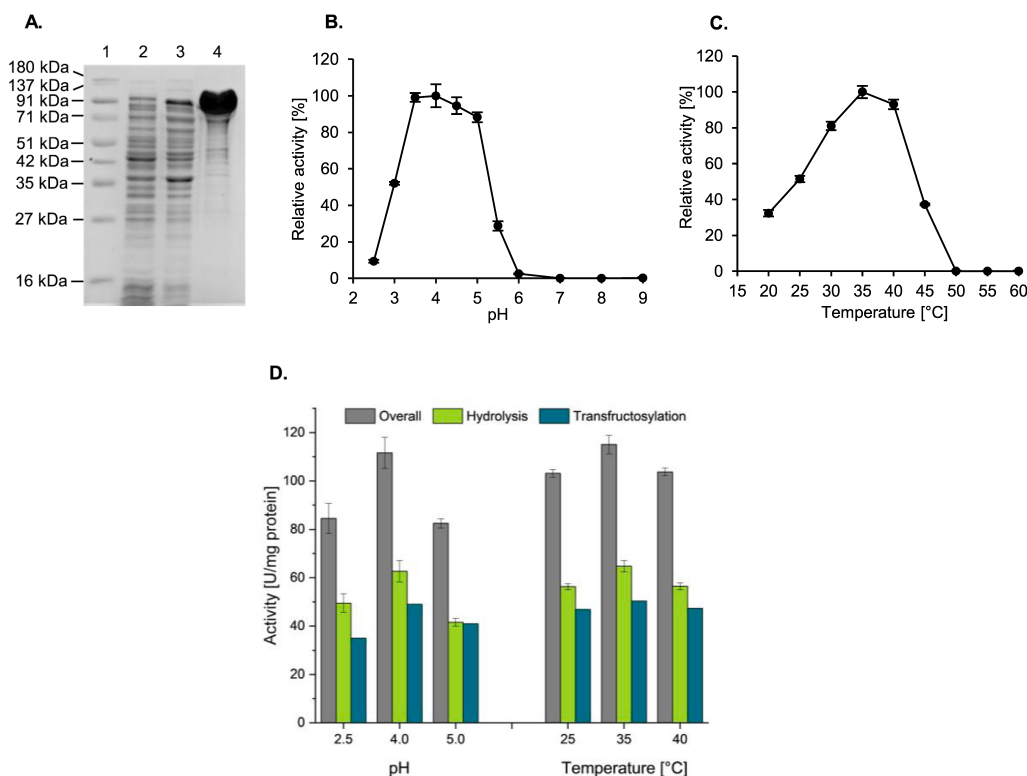 A.
1 2 3 4
180 kDa
137 kDa
91 kDa
71 kDa
51 kDa
42 kDa
35 kDa
27 kDa
16 kDa
B.
Relative activity [%]
120
100
80
60
40
20
0
2 3 4 5 6 7 8 9
pH
C.
Relative activity [%]
120
100
80
60
40
20
0
15 20 25 30 35 40 45 50 55 60
Temperature [°C]
D.
Overall Hydrolysis Transfructosylation
Activity [U/mg protein]
120
100
80
60
40
20
0
2.5 4.0 5.0 25 35 40
pH Temperature [°C]